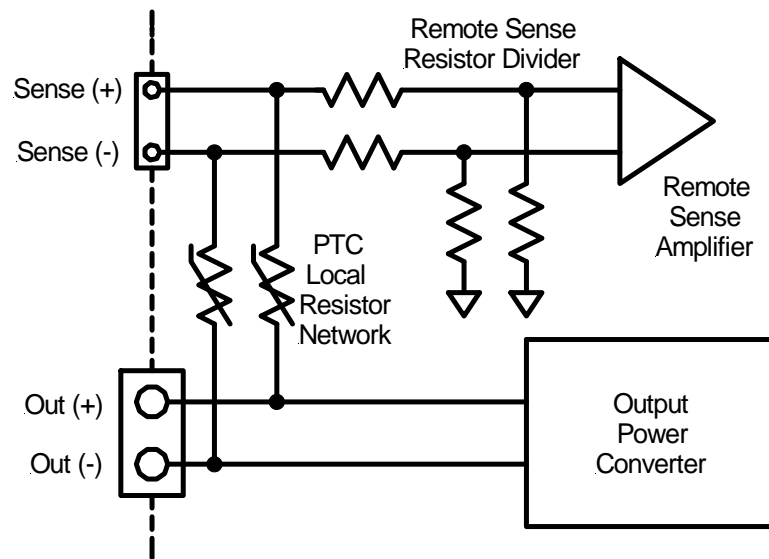 Remote Sense
Resistor Divider
Sense (+)
Sense (-)
Remote
Sense
Amplifier
PTC
Local
Resistor
Network
Out (+)
Out (-)
Output
Power
Converter